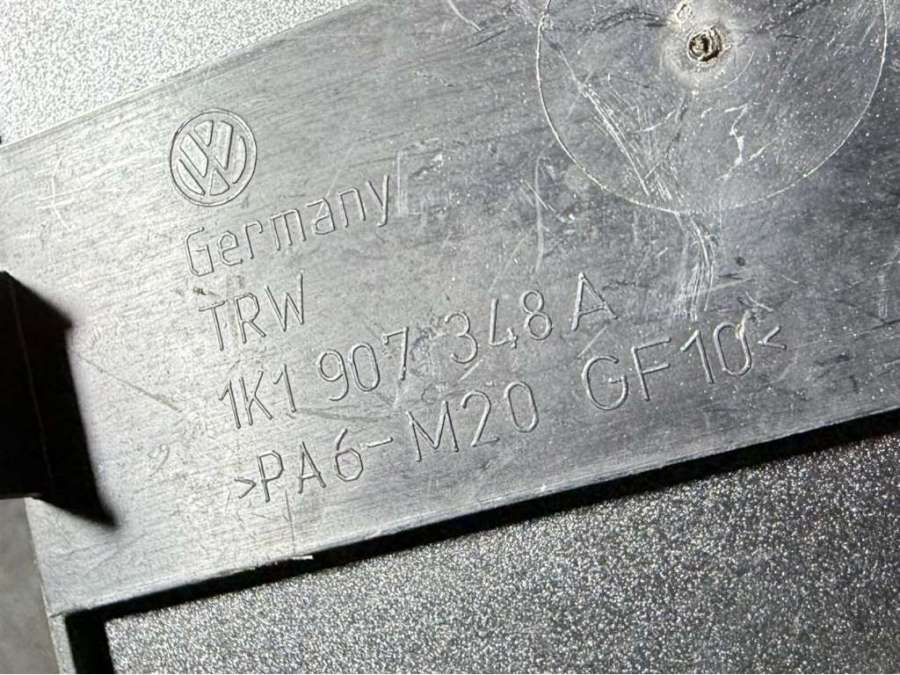 Germany
TRW
1K1 907 348 A
>PA6-M20 GF10<